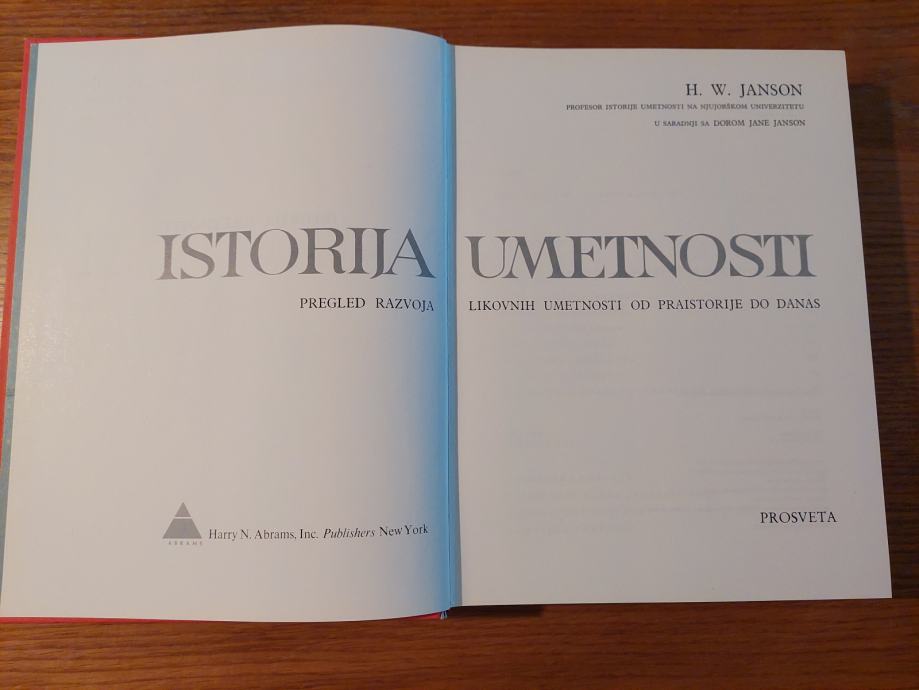 H. W. JANSON
PROFESOR ISTORIJE UMETNOSTI NA NJUJORŠKOM UNIVERZITETU
U SARADNJI SA DOROM JANE JANSON
ISTORIJA UMETNOSTI
PREGLED RAZVOJA LIKOVNIH UMETNOSTI OD PRAISTORIJE DO DANAS
ABRAMS
Harry N. Abrams, Inc. Publishers New York
PROSVETA